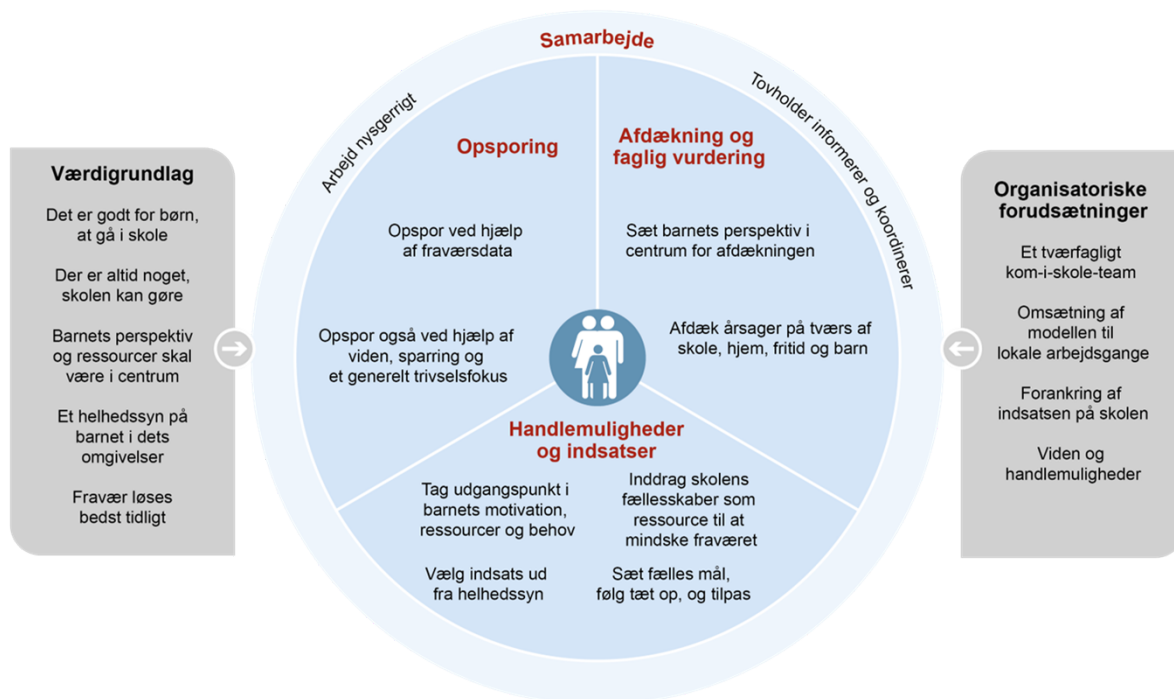 Samarbejde
Arbejd nysgerrigt
Tovholder informerer og koordinerer
Værdigrundlag
Det er godt for børn,
at gå i skole
Der er altid noget,
skolen kan gøre
Barnets perspektiv
og ressourcer skal
være i centrum
Et helhedssyn på
barnet i dets
omgivelser
Fravær løses
bedst tidligt
Opsporing
Opspor ved hjælp
af fraværsdata
Opspor også ved hjælp af
viden, sparring og
et generelt trivselsfokus
Afdækning og
faglig vurdering
Sæt barnets perspektiv i
centrum for afdækningen
Afdæk årsager på tværs af
skole, hjem, fritid og barn
Handlemuligheder
og indsatser
Tag udgangspunkt i
barnets motivation,
ressourcer og behov
Vælg indsats ud
fra helhedssyn
Inddrag skolens
fællesskaber som
ressource til at
mindske fraværet
Sæt fælles mål,
følg tæt op, og tilpas
Organisatoriske
forudsætninger
Et tværfagligt
kom-i-skole-team
Omsætning af
modellen til
lokale arbejdsgange
Forankring af
indsatsen på skolen
Viden og
handlemuligheder